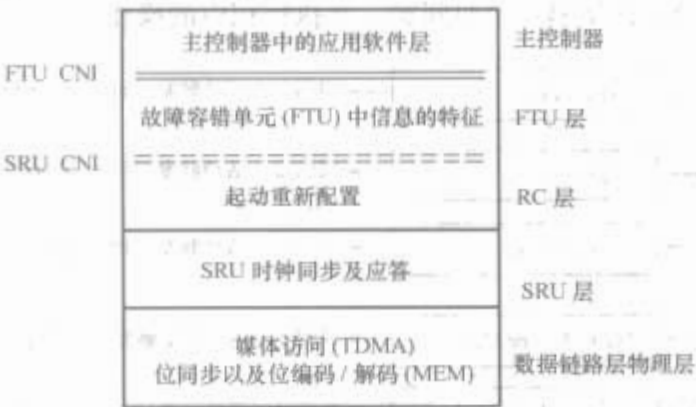 主控制器中的应用软件层
主控制器
FTU CNI
故障容错单元 (FTU) 中信息的特征
FTU 层
SRU CNI
起动重新配置
RC 层
SRU 时钟同步及应答
SRU 层
媒体访问 (TDMA)
位同步以及位编码 / 解码 (MEM)
数据链路层物理层